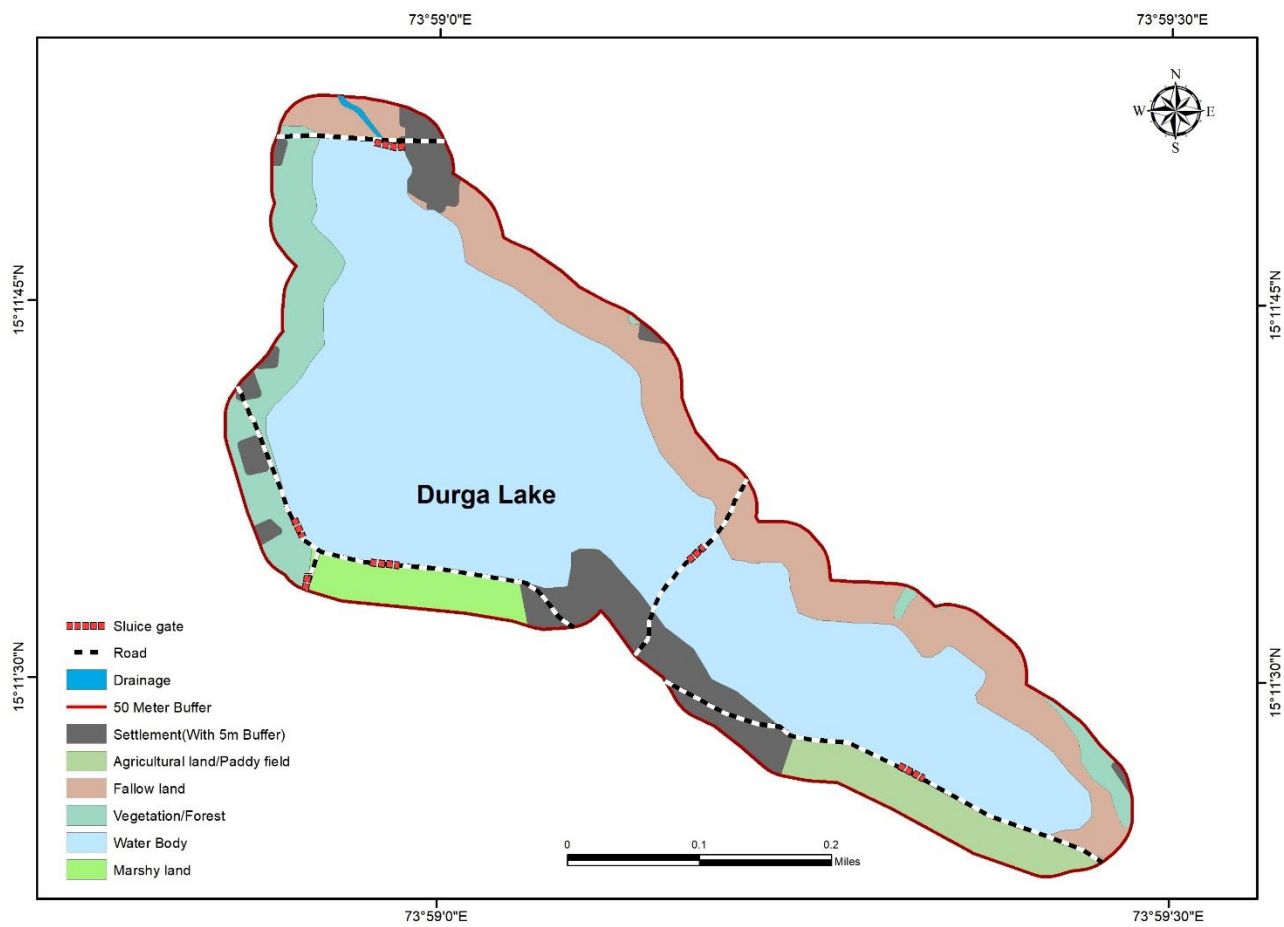 73°59'0"E
73°59'30"E
N
W
E
S
15°11'45"N
15°11'45"N
Durga Lake
15°11'30"N
15°11'30"N
Sluice gate
Road
Drainage
50 Meter Buffer
Settlement(With 5m Buffer)
Agricultural land/Paddy field
Fallow land
Vegetation/Forest
Water Body
Marshy land
0
0.1
0.2
Miles
73°59'0"E
73°59'30"E